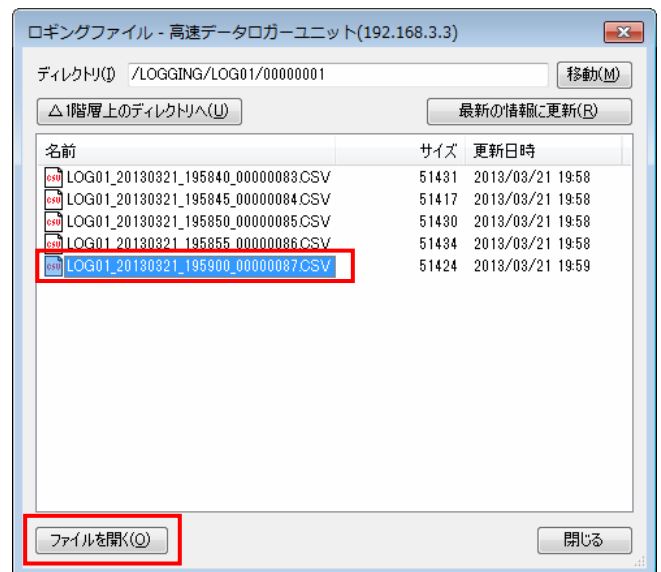 ロギングファイル - 高速データロガーユニット(192.168.3.3)
ディレクトリ(I) /LOGGING/LOG01/00000001 移動(M)
△1階層上のディレクトリへ(U) 最新の情報に更新(R)
名前 サイズ 更新日時
LOG01_20130321_195840_00000083.CSV 51431 2013/03/21 19:58
LOG01_20130321_195845_00000084.CSV 51417 2013/03/21 19:58
LOG01_20130321_195850_00000085.CSV 51430 2013/03/21 19:58
LOG01_20130321_195855_00000086.CSV 51434 2013/03/21 19:58
LOG01_20130321_195900_00000087.CSV 51424 2013/03/21 19:59
ファイルを開く(O) 閉じる